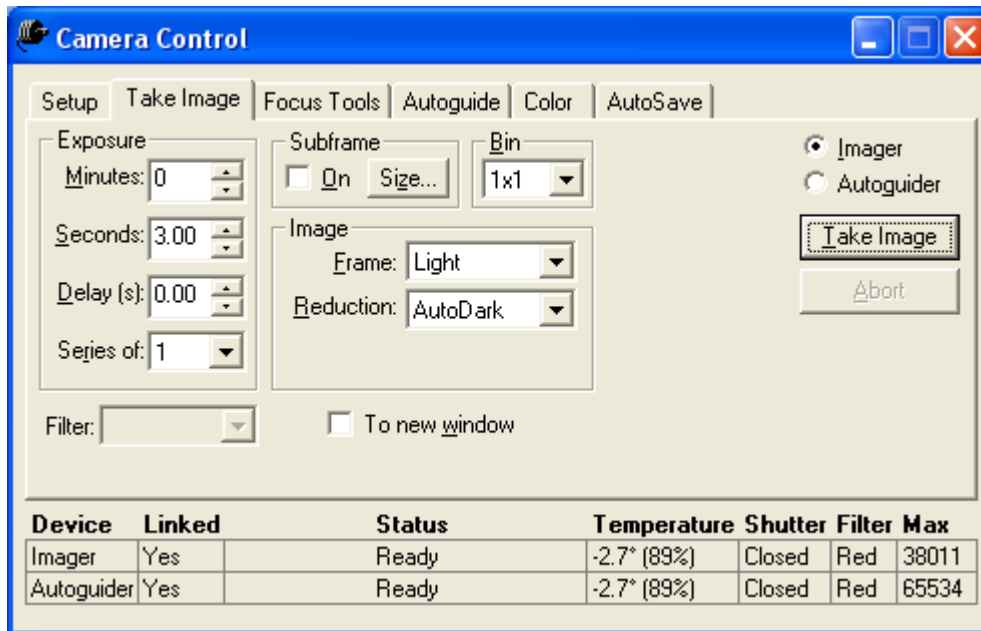 Camera Control
Setup Take Image Focus Tools Autoguide Color AutoSave
Exposure Subframe Bin
Minutes: 0 On Size... 1x1 Imager
Autoguider
Seconds: 3.00 Image Take Image
Frame: Light
Delay (s): 0.00 Reduction: AutoDark Abort
Series of: 1
Filter: To new window
Device Linked Status Temperature Shutter Filter Max
Imager Yes Ready -2.7° (89%) Closed Red 38011
Autoguider Yes Ready -2.7° (89%) Closed Red 65534